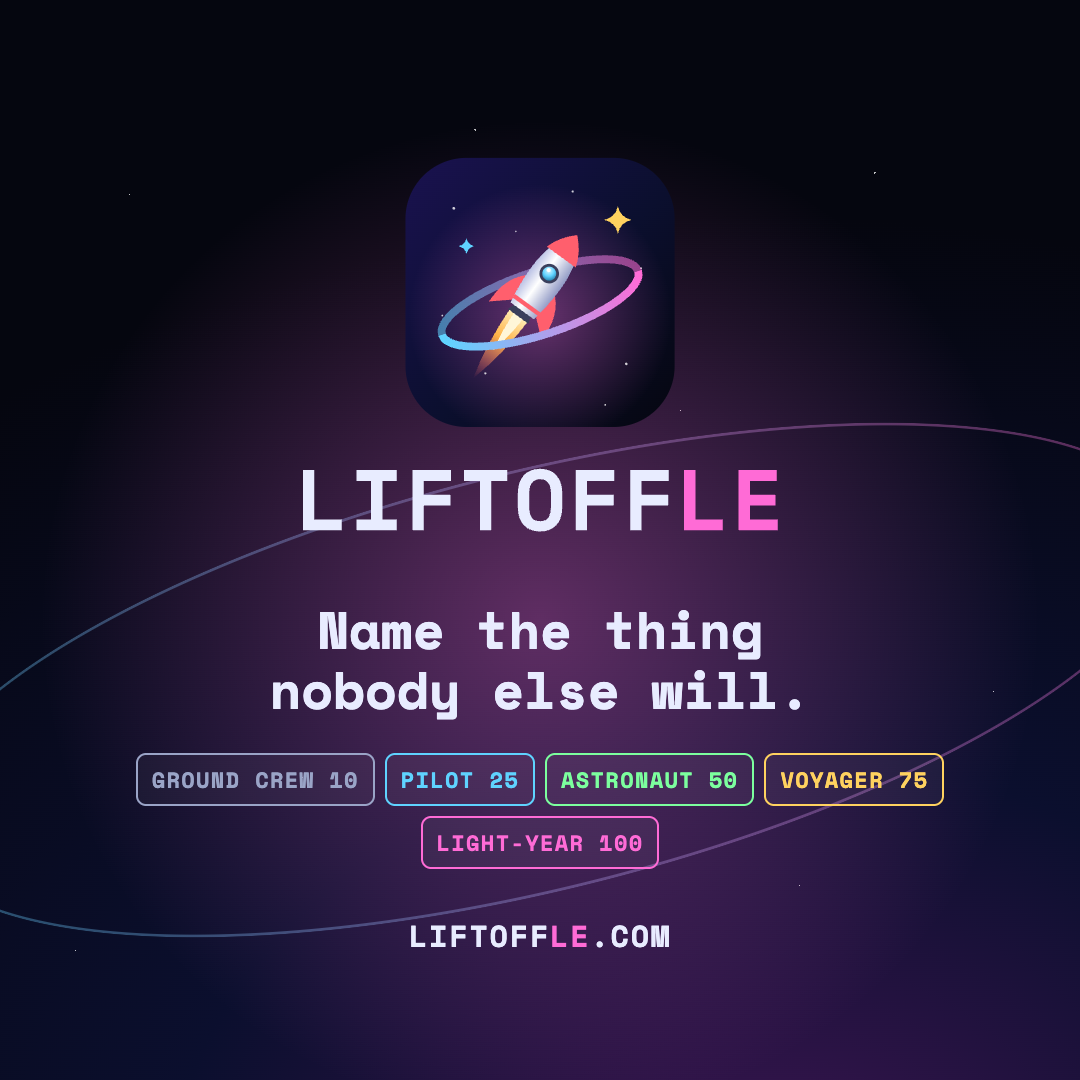 LIFTOFFLE
Name the thing
nobody else will.
GROUND CREW 10 PILOT 25 ASTRONAUT 50 VOYAGER 75
LIGHT-YEAR 100
LIFTOFFLE.COM